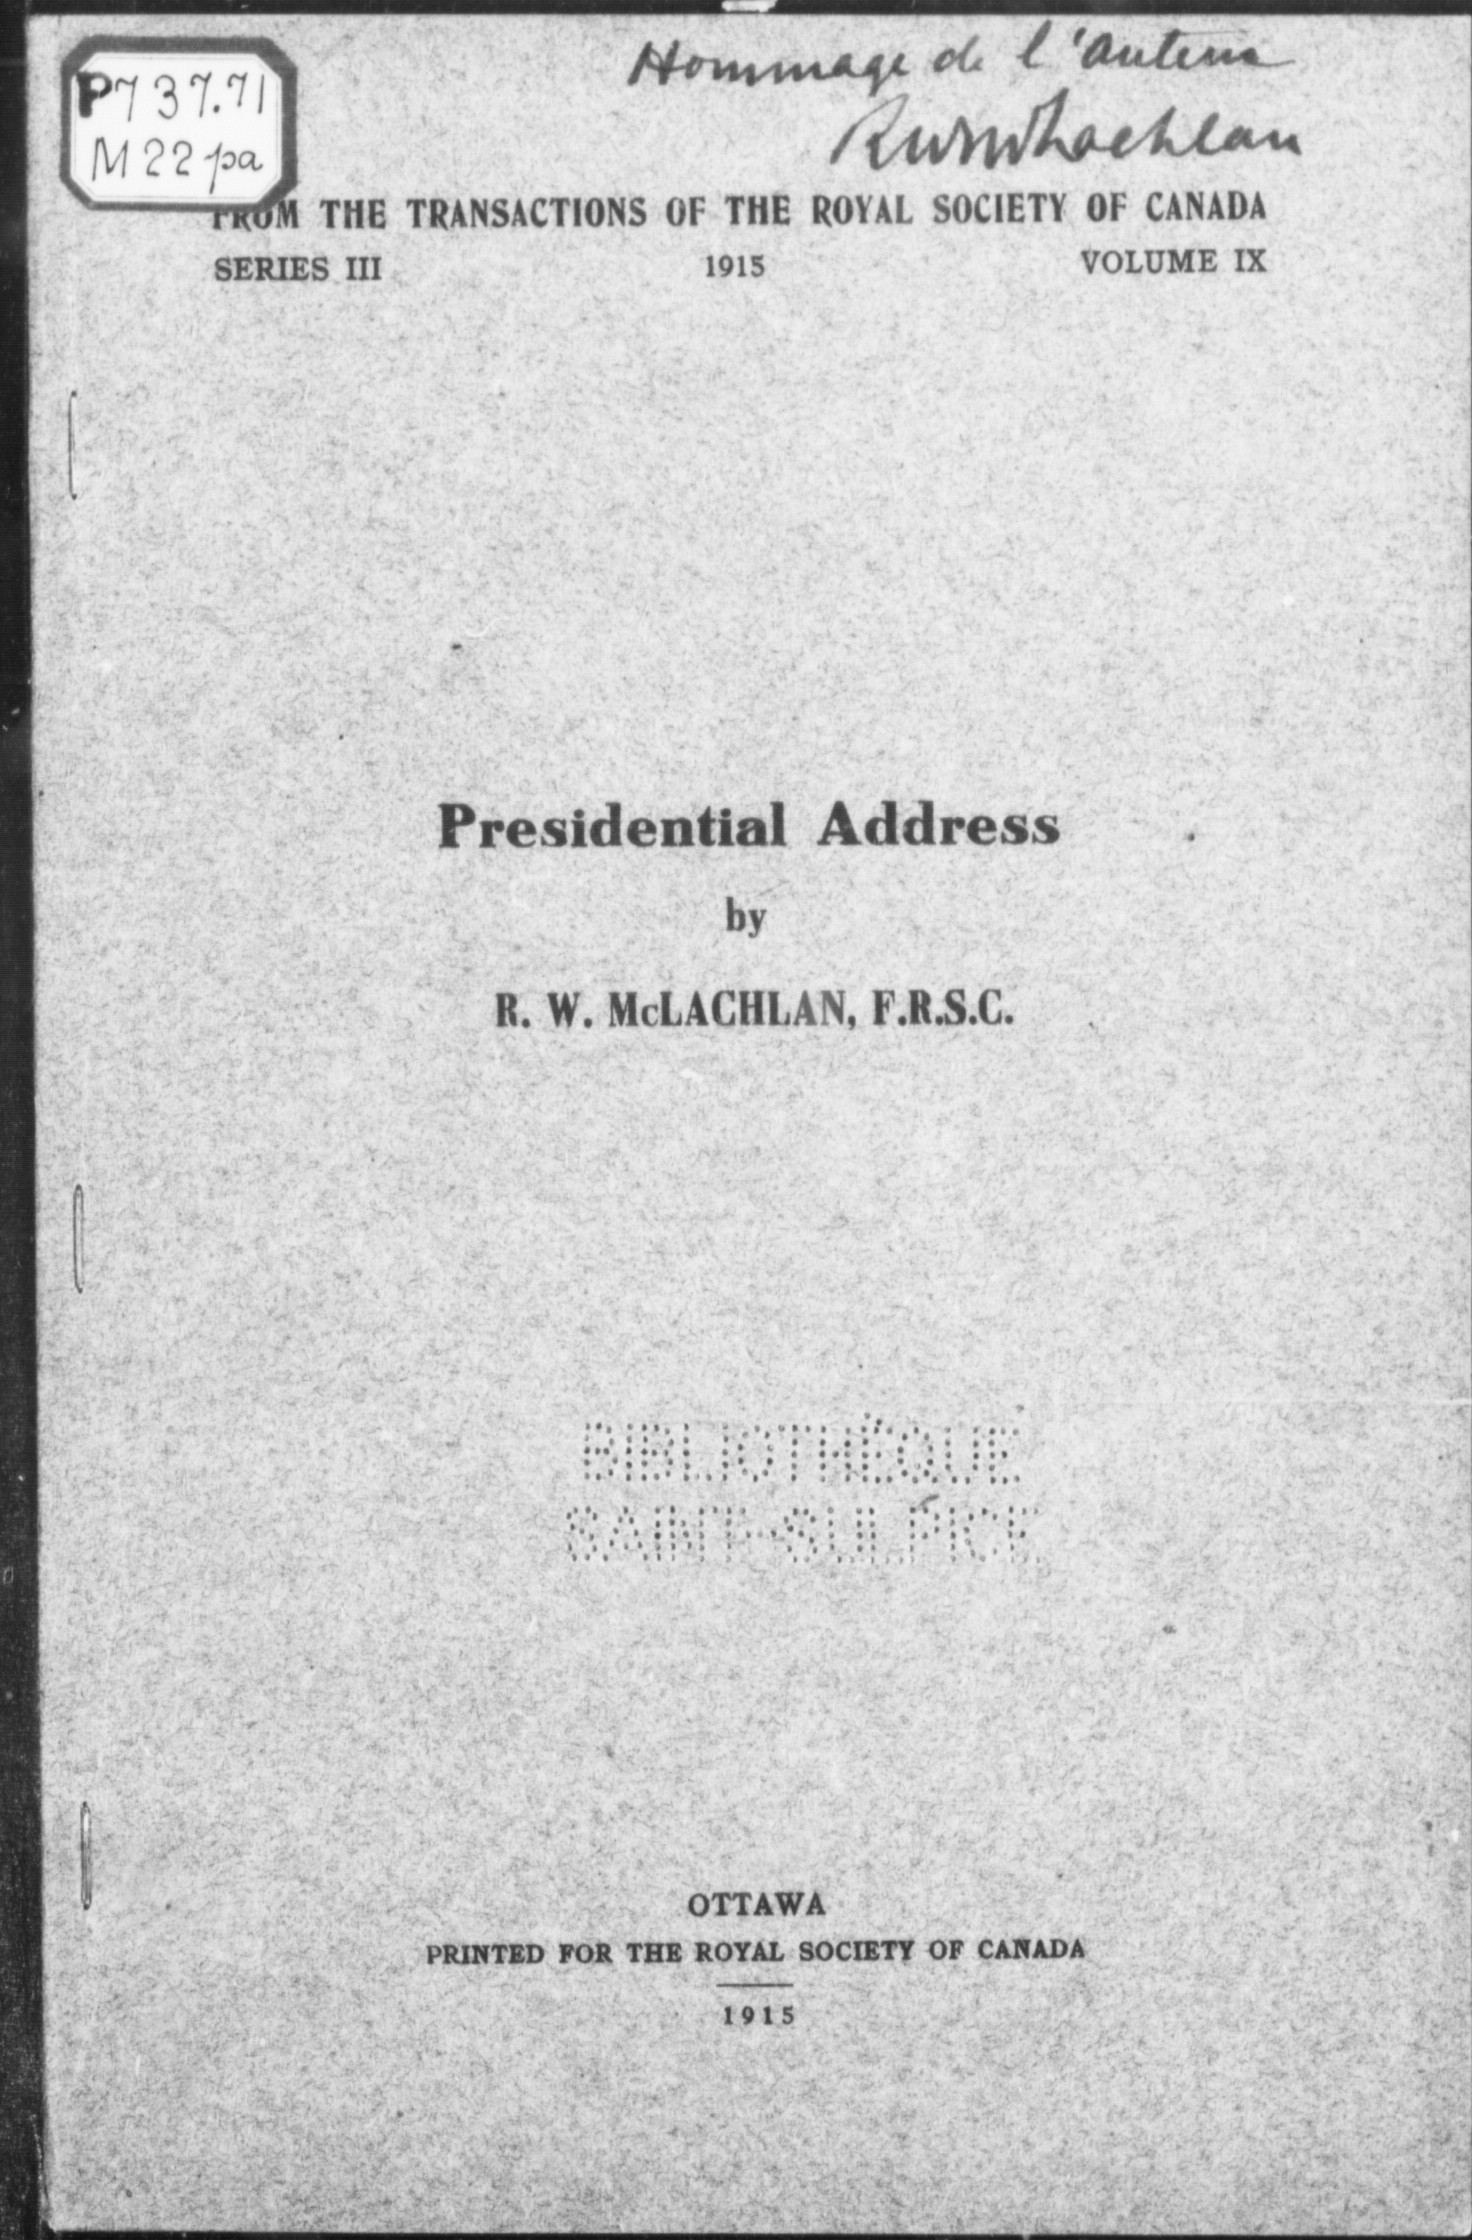 Hommage de l'auteur
RWMcLachlan
P737.71
M22pa
FROM THE TRANSACTIONS OF THE ROYAL SOCIETY OF CANADA
SERIES III 1915 VOLUME IX
Presidential Address
by
R. W. McLACHLAN, F.R.S.C.
BIBLIOTHÈQUE
SAINT-SULPICE
OTTAWA
PRINTED FOR THE ROYAL SOCIETY OF CANADA
1915